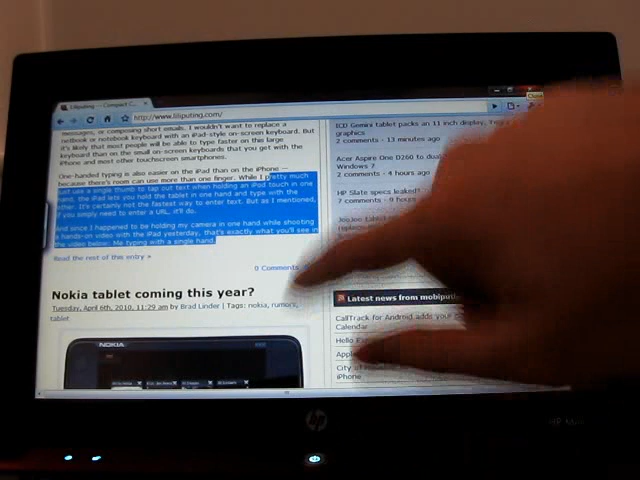 Liliputing — Compact C...
http://www.liliputing.com/
messages, or composing short emails. I wouldn't want to replace a
netbook or notebook keyboard with an iPad-style on-screen keyboard. But
it's likely that most people will be able to type faster on this large
keyboard than the small on-screen keyboards that you get with the
iPhone and most other touchscreen smartphones.
One-handed typing is also easier on the iPad than on the iPhone —
because there's room can use more than one finger. While I pretty much
just use a single thumb to tap out text when holding an iPod touch in one
hand, the iPad lets you hold the tablet in one hand and type with the
other. It's certainly not the fastest way to enter text. But as I mentioned,
if you simply need to enter a URL, it'll do.
And since I happened to be holding my camera in one hand while shooting
a hands-on video with the iPad yesterday, that's exactly what you'll see in
the video below: Me typing with a single hand.
Read the rest of this entry »
0 Comments
Nokia tablet coming this year?
Tuesday, April 6th, 2010, 11:29 am by Brad Linder | Tags: nokia, rumors,
tablet
NOKIA
ICD Gemini tablet packs an 11 inch display,
graphics
2 comments - 13 minutes ago
Acer Aspire One D260 to
2 comments - 4 hours ago
HP Slate specs leaked?
7 comments - 9 hours
JooJoo tablet
Latest news from mobiputi
CallTrack for Android adds your
Calendar
Hello
Apple
City of
iPhone
hp
HP Mini